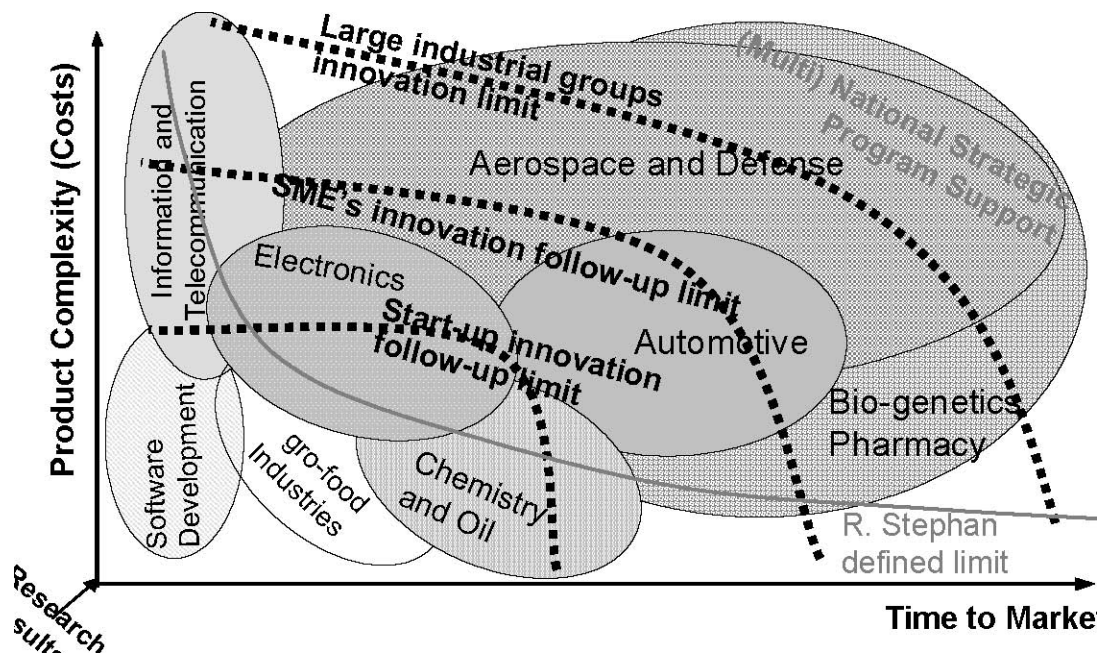 Large industrial groups
innovation limit
(Multi) National Strategic
Program Support
Product Complexity (Costs)
Information and
Telecommunication
Aerospace and Defense
SME's innovation follow-up limit
Electronics
Start-up innovation
follow-up limit
Automotive
Bio-genetics
Pharmacy
Software
Development
gro-food
Industries
Chemistry
and Oil
R. Stephan
defined limit
Time to Marke
Research
sults